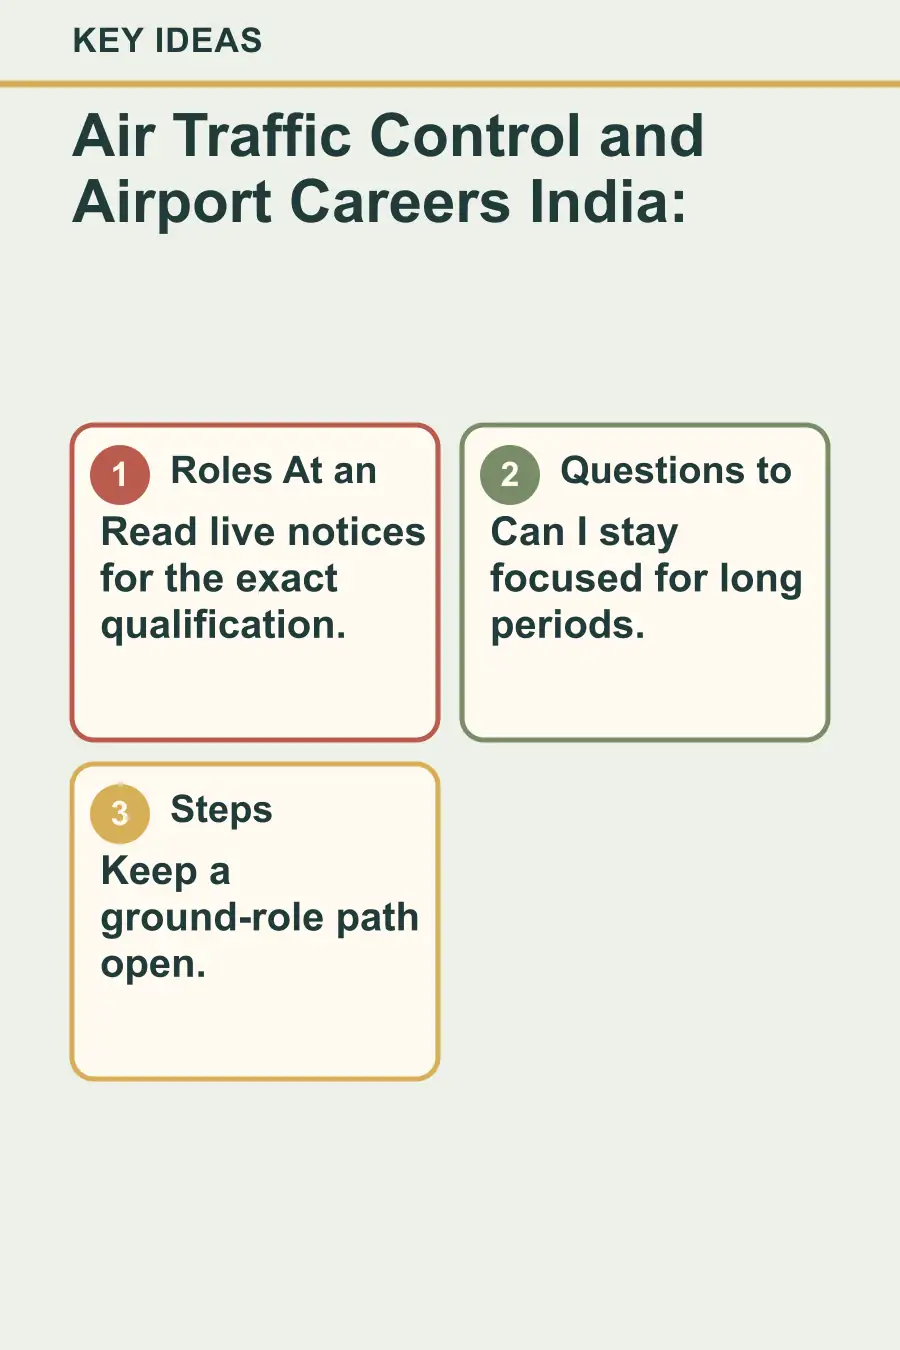 KEY IDEAS
Air Traffic Control and
Airport Careers India:
1 Roles At an
Read live notices
for the exact
qualification.
2 Questions to
Can I stay
focused for long
periods.
3 Steps
Keep a
ground-role path
open.